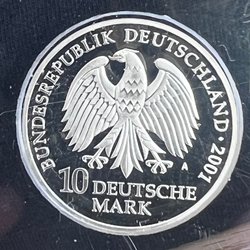 BUNDESREPUBLIK DEUTSCHLAND · 2001
A
10 DEUTSCHE
MARK